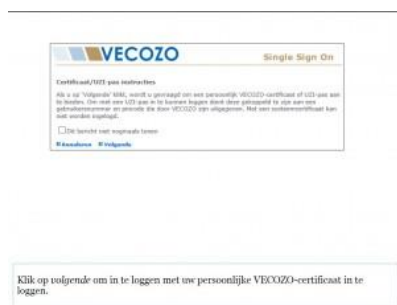 VECOZO
Single Sign On
Certificaat/UZI-pas instructies
Als u op 'Volgende' klikt, wordt u gevraagd om een persoonlijk VECOZO-certificaat of UZI-pas aan
te bieden. Om met een UZI-pas in te kunnen loggen dient deze gekoppeld te zijn aan een
gebruikersnummer en pincode die door VECOZO zijn uitgegeven. Met een systeemcertificaat kan
niet worden ingelogd.
Dit bericht niet nogmaals tonen
Annuleren Volgende
Klik op volgende om in te loggen met uw persoonlijke VECOZO-certificaat in te
loggen.